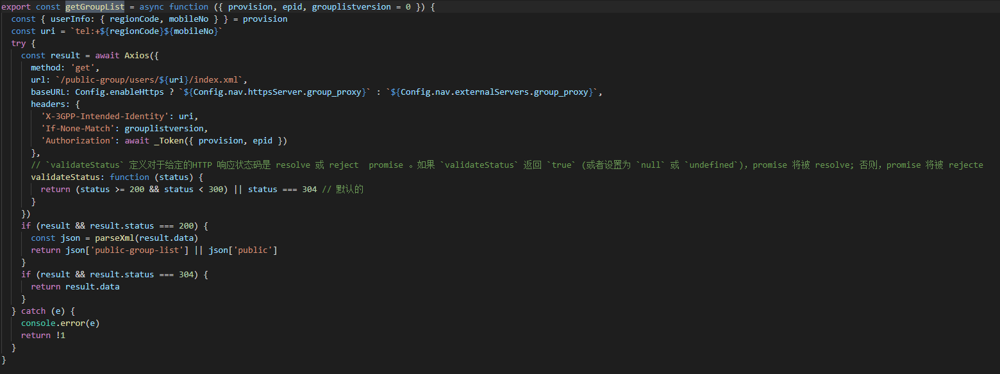 export const getGroupList = async function ({ provision, epid, grouplistversion = 0 }) {
const { userInfo: { regionCode, mobileNo } } = provision
const uri = `tel:+${regionCode}${mobileNo}`
try {
const result = await Axios({
method: 'get',
url: `/public-group/users/${uri}/index.xml`,
baseURL: Config.enableHttps ? `${Config.nav.httpsServer.group_proxy}` : `${Config.nav.externalServers.group_proxy}`,
headers: {
'X-3GPP-Intended-Identity': uri,
'If-None-Match': grouplistversion,
'Authorization': await _Token({ provision, epid })
},
// `validateStatus` 定义对于给定的HTTP 响应状态码是 resolve 或 reject  promise 。如果 `validateStatus` 返回 `true` (或者设置为 `null` 或 `undefined`)，promise 将被 resolve; 否则，promise 将被 rejecte
validateStatus: function (status) {
return (status >= 200 && status < 300) || status === 304 // 默认的
}
})
if (result && result.status === 200) {
const json = parseXml(result.data)
return json['public-group-list'] || json['public']
}
if (result && result.status === 304) {
return result.data
}
} catch (e) {
console.error(e)
return !1
}
}